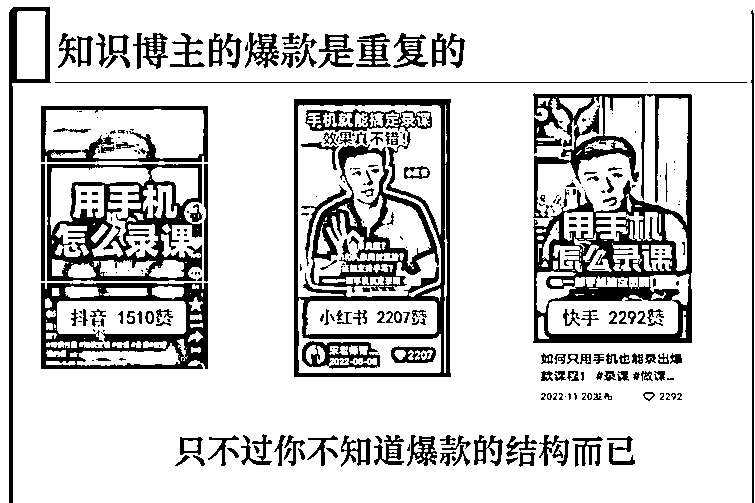 知识博主的爆款是重复的
用手机
怎么录课
抖音 1510赞
手机就能搞定录课
效果真不错!
小红书 2207赞
2207
用手机
怎么录课
快手 2292赞
如何只用手机也能录出爆
款课程! #录课 #做课...
2022-11-20发布
2292
只不过你不知道爆款的结构而已